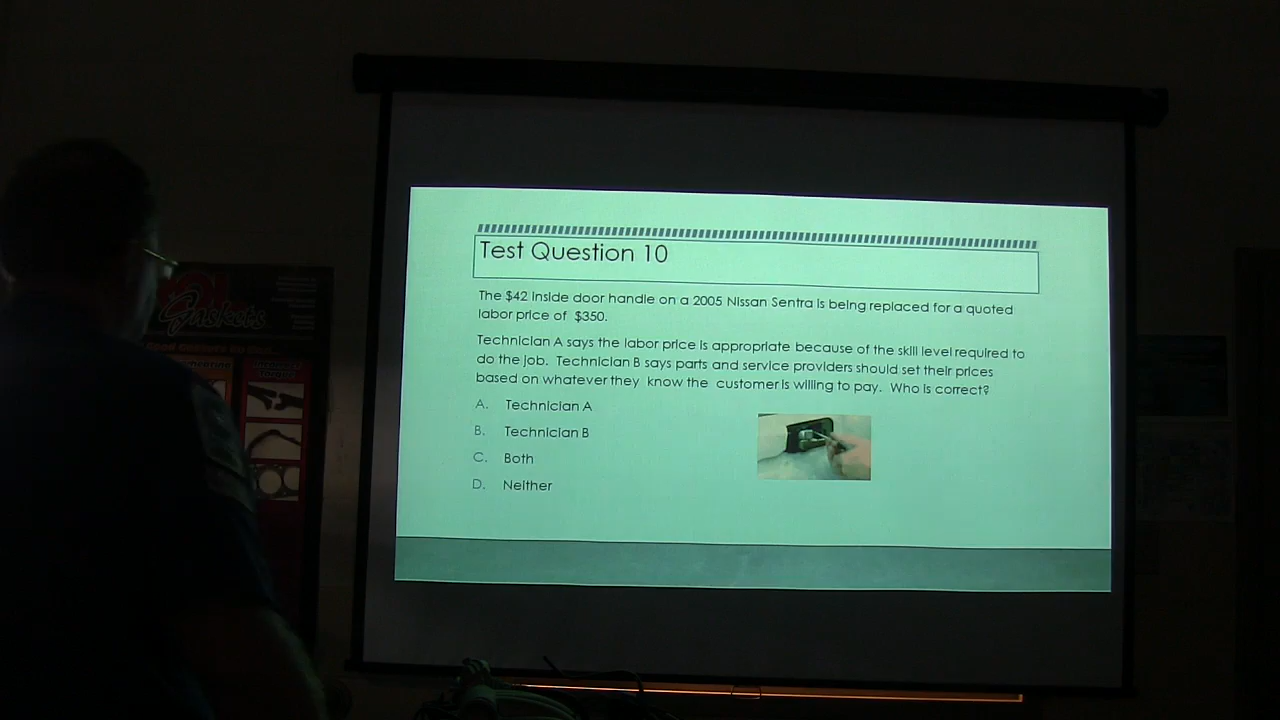 Test Question 10
The $42 inside door handle on a 2005 Nissan Sentra is being replaced for a quoted
labor price of $350.
Technician A says the labor price is appropriate because of the skill level required to
do the job. Technician B says parts and service providers should set their prices
based on whatever they know the customer is willing to pay. Who is correct?
A. Technician A
B. Technician B
C. Both
D. Neither
Gaskets